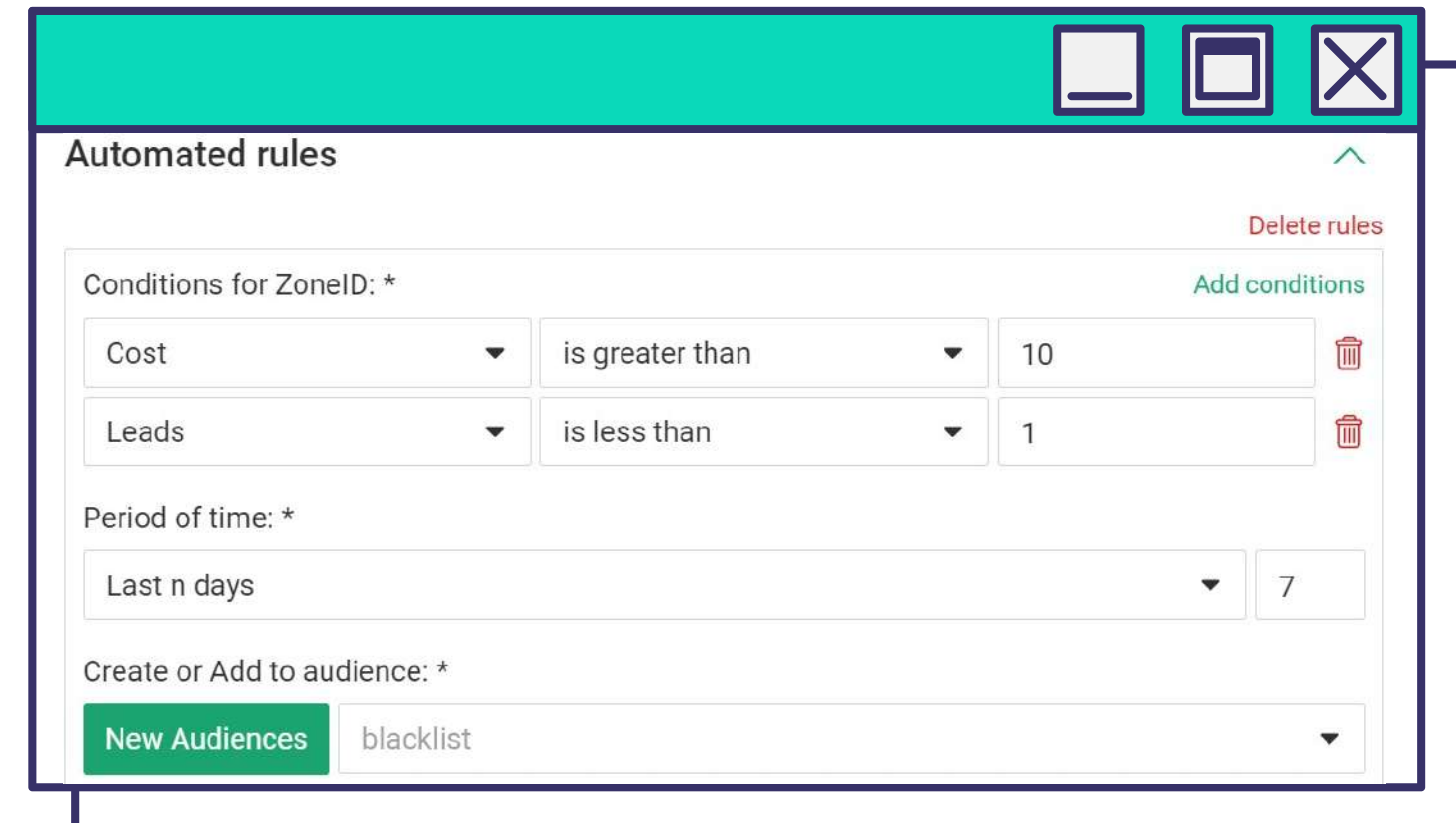 Automated rules
Delete rules
Conditions for ZoneID: * Add conditions
Cost is greater than 10
Leads is less than 1
Period of time: *
Last n days 7
Create or Add to audience: *
New Audiences blacklist